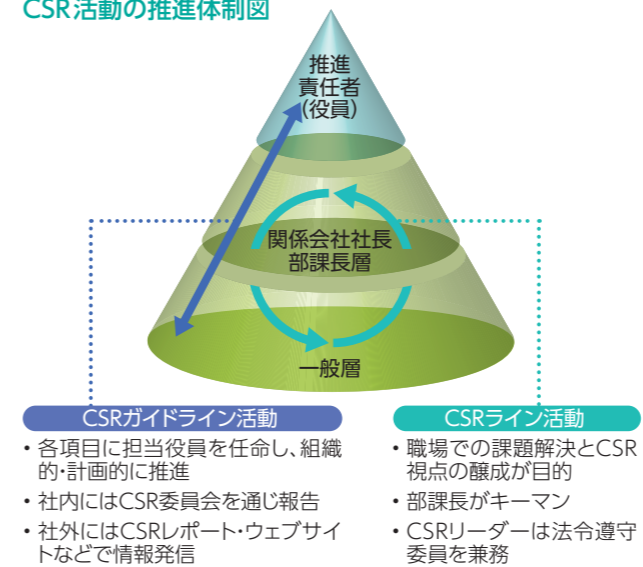 CSR活動の推進体制図
推進
責任者
(役員)
関係会社社長
部課長層
一般層
CSRガイドライン活動
・各項目に担当役員を任命し、組織
的・計画的に推進
・社内にはCSR委員会を通じ報告
・社外にはCSRレポート・ウェブサイ
トなどで情報発信
CSRライン活動
・職場での課題解決とCSR
視点の醸成が目的
・部課長がキーマン
・CSRリーダーは法令遵守
委員を兼務